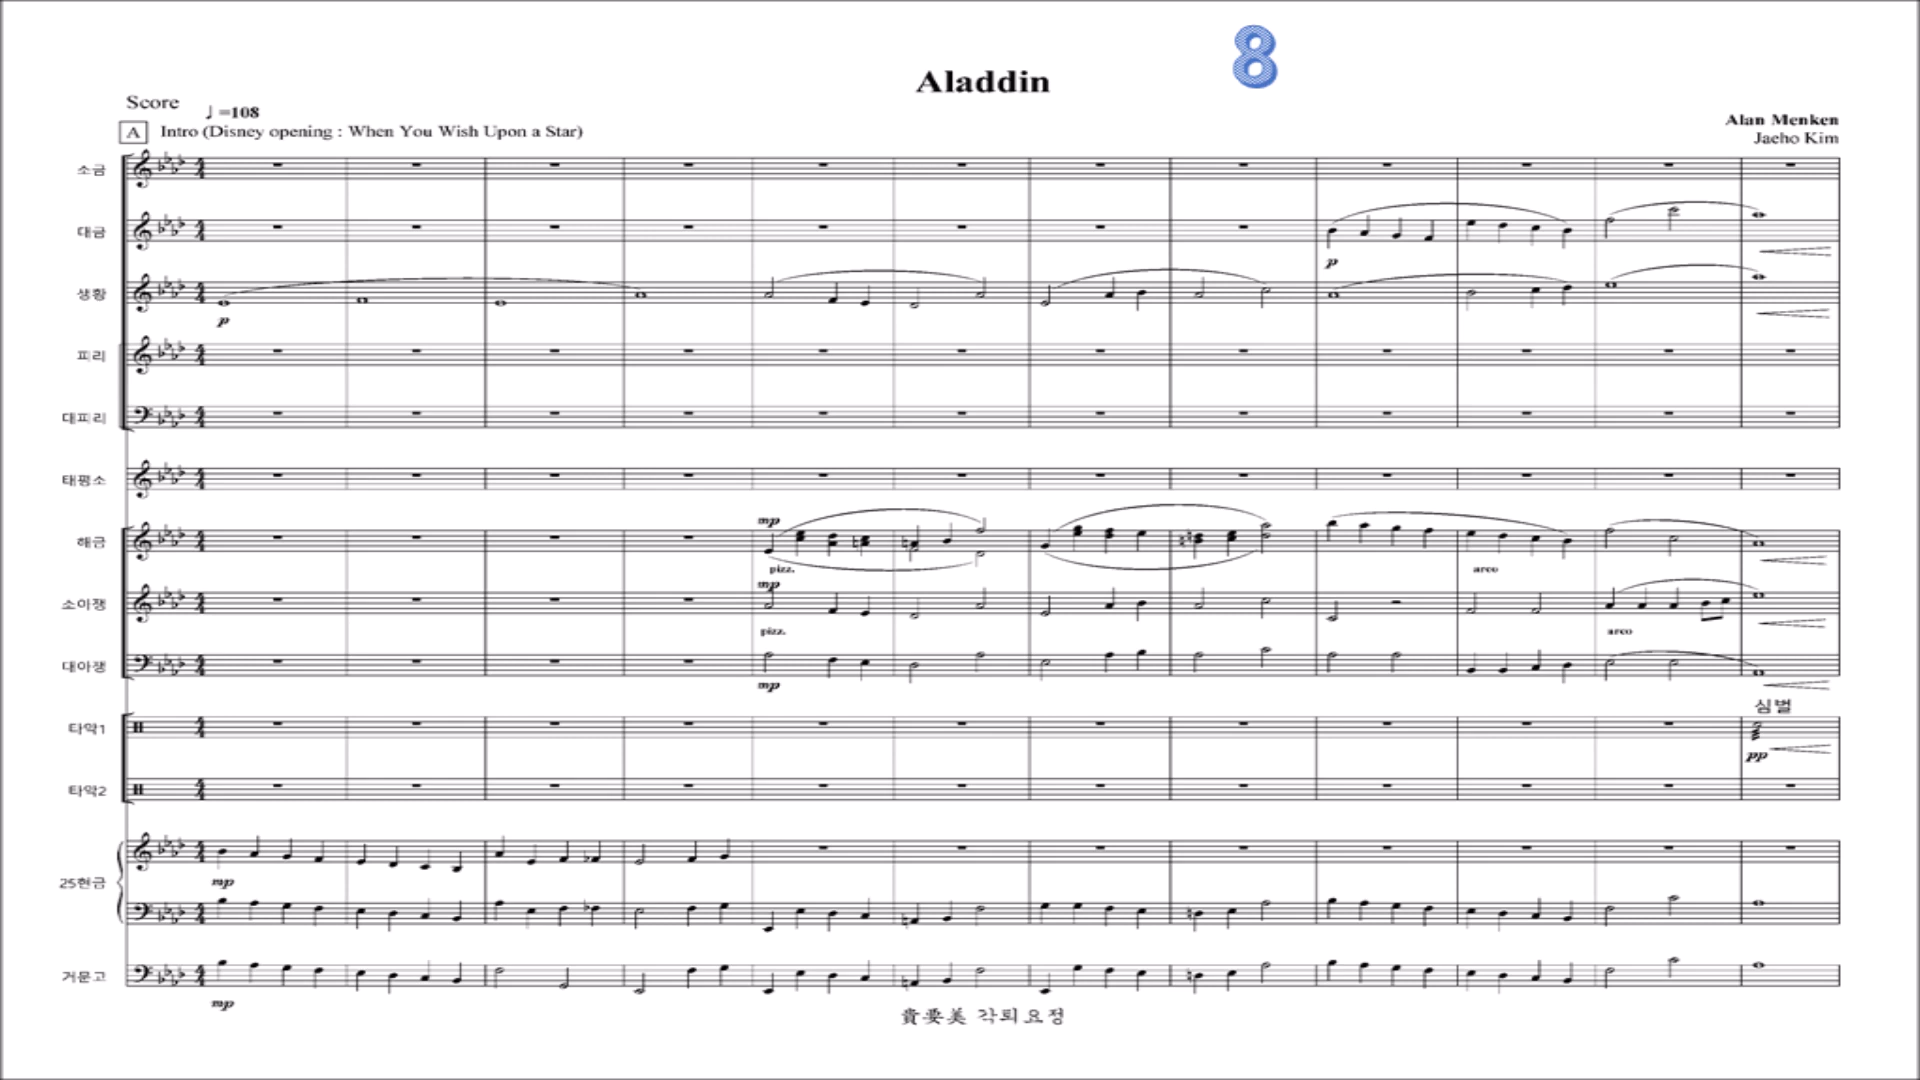 8
Aladdin
Score
♩=108
A Intro (Disney opening : When You Wish Upon a Star)
Alan Menken
Jaeho Kim
소금
대금
p
생황
p
피리
대피리
태평소
mp
해금
pizz. arco
mp
소아쟁
pizz. arco
대아쟁
mp
심벌
타악1
pp
타악2
25현금
mp
거문고
mp
貴要美 각퇴요정